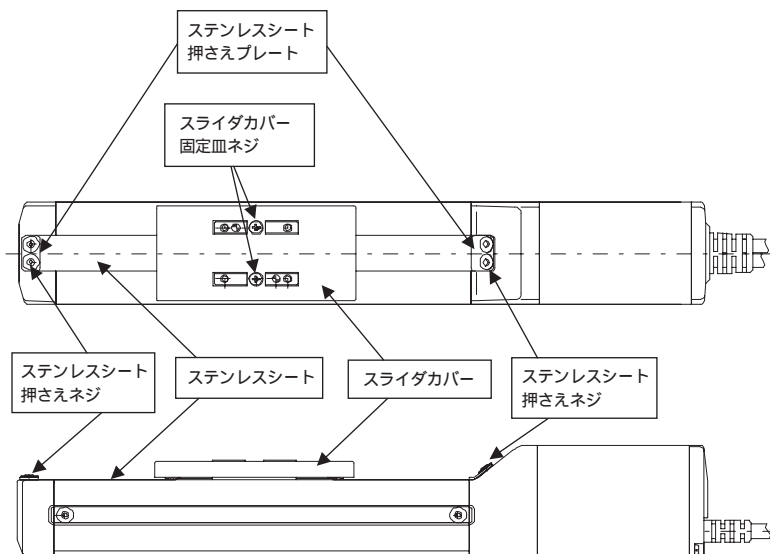 ステンレスシート
押さえプレート
スライダカバー
固定皿ネジ
ステンレスシート
押さえネジ
ステンレスシート
スライダカバー
ステンレスシート
押さえネジ